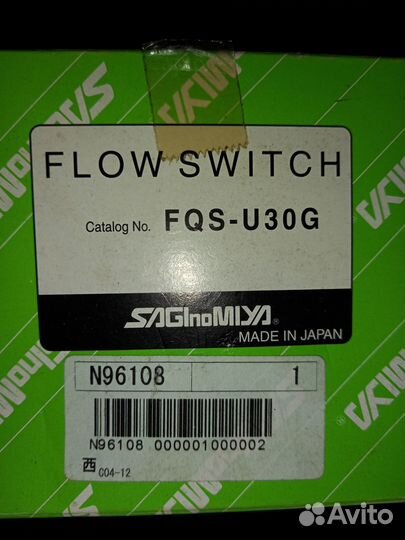 FLOW SWITCH
Catalog No. FQS-U30G
SAGInoMIYA®
MADE IN JAPAN
N96108 1
N96108 000001000002
西 C04-12
Avito